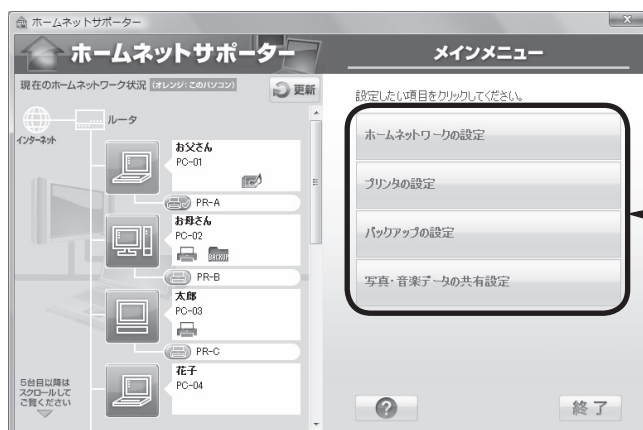 ホームネットサポーター
ホームネットサポーター
メインメニュー
現在のホームネットワーク状況
(オレンジ:このパソコン)
更新
インターネット
ルータ
お父さん
PC-01
PR-A
お母さん
PC-02
BACKUP
PR-B
太郎
PC-03
PR-C
花子
PC-04
5台目以降は
スクロールして
ご覧ください
設定したい項目をクリックしてください。
ホームネットワークの設定
プリンタの設定
バックアップの設定
写真・音楽データの共有設定
?
終了